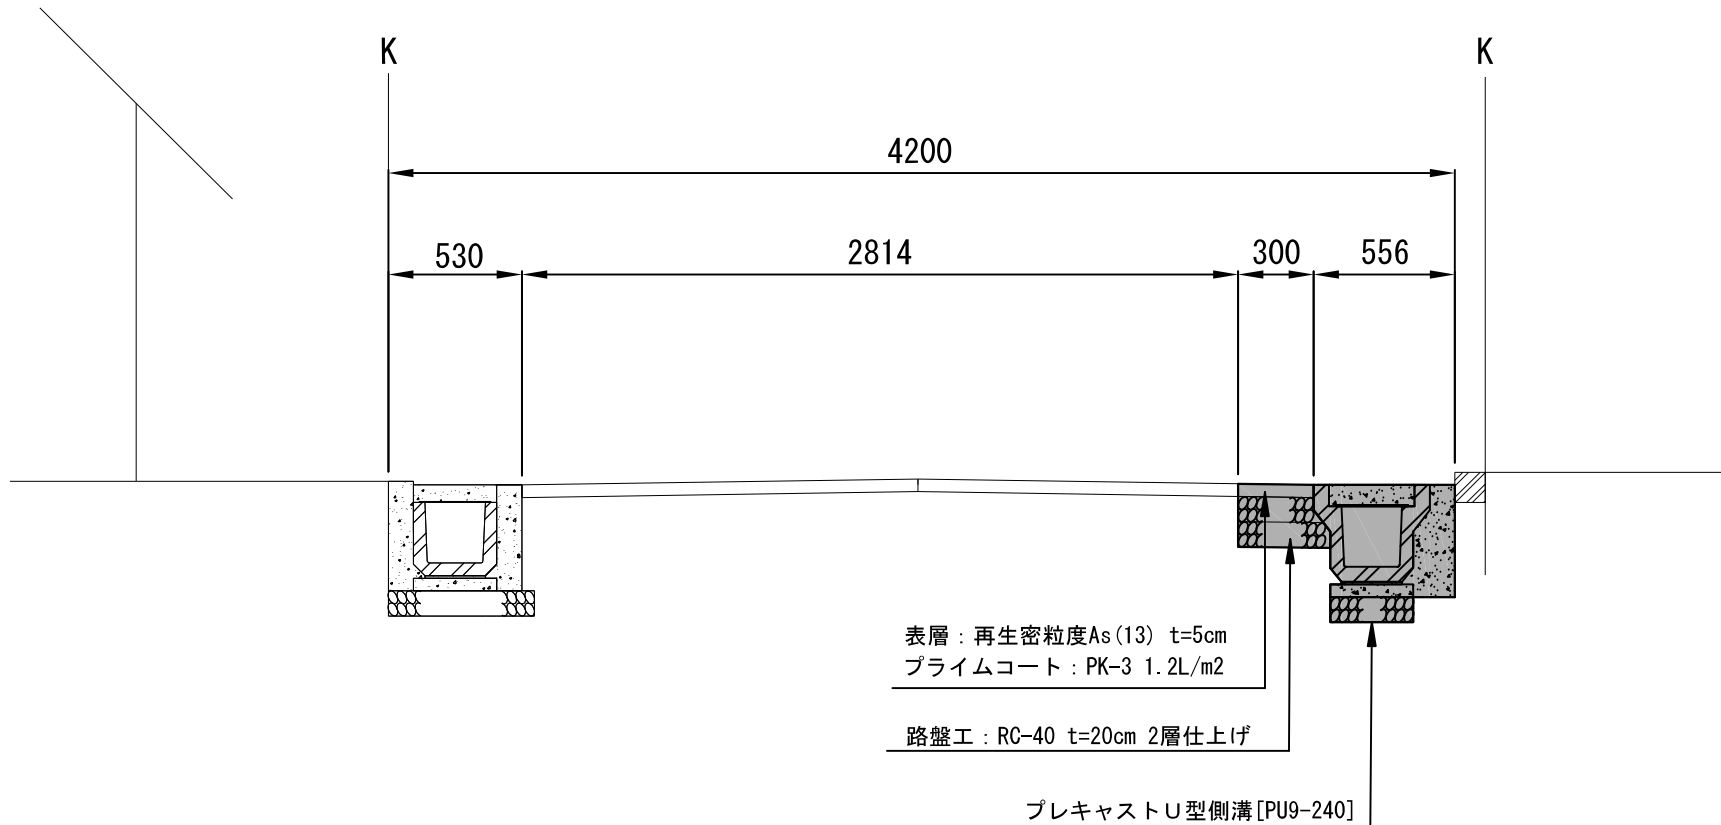 K
K
4200
530
2814
300
556
表層：再生密粒度As(13) t=5cm
プライムコート：PK-3 1.2L/m2
路盤工：RC-40 t=20cm 2層仕上げ
プレキャストU型側溝[PU9-240]